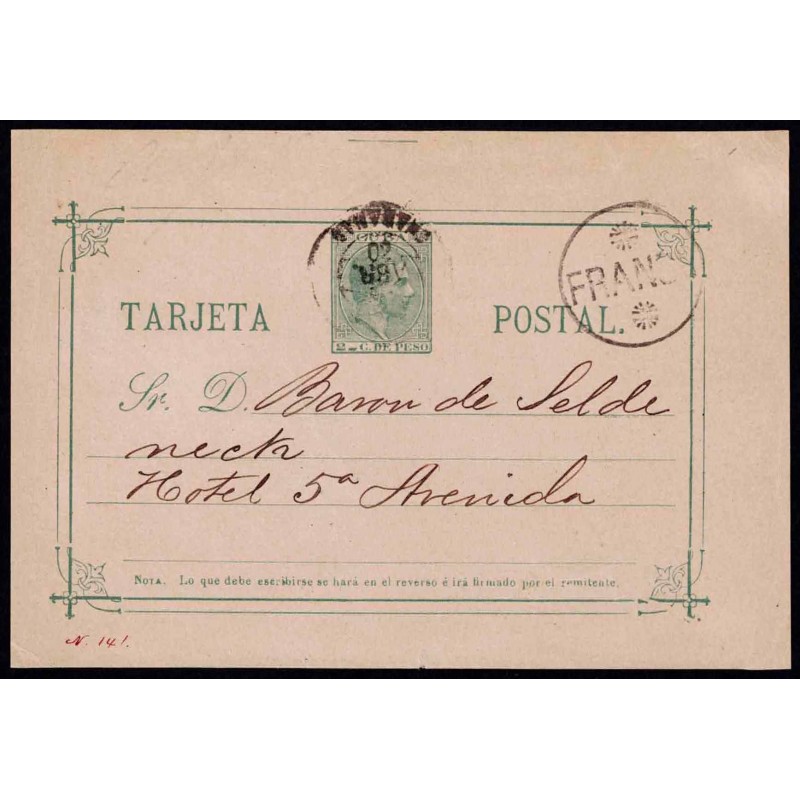 CUBA
ABR
FRANC
TARJETA POSTAL.
2 C. DE PESO
Sr. D. Baron de Selde
neck
Hotel 5ª Avenida
NOTA. Lo que debe escribirse se hará en el reverso é irá firmado por el remitente.
N. 141.